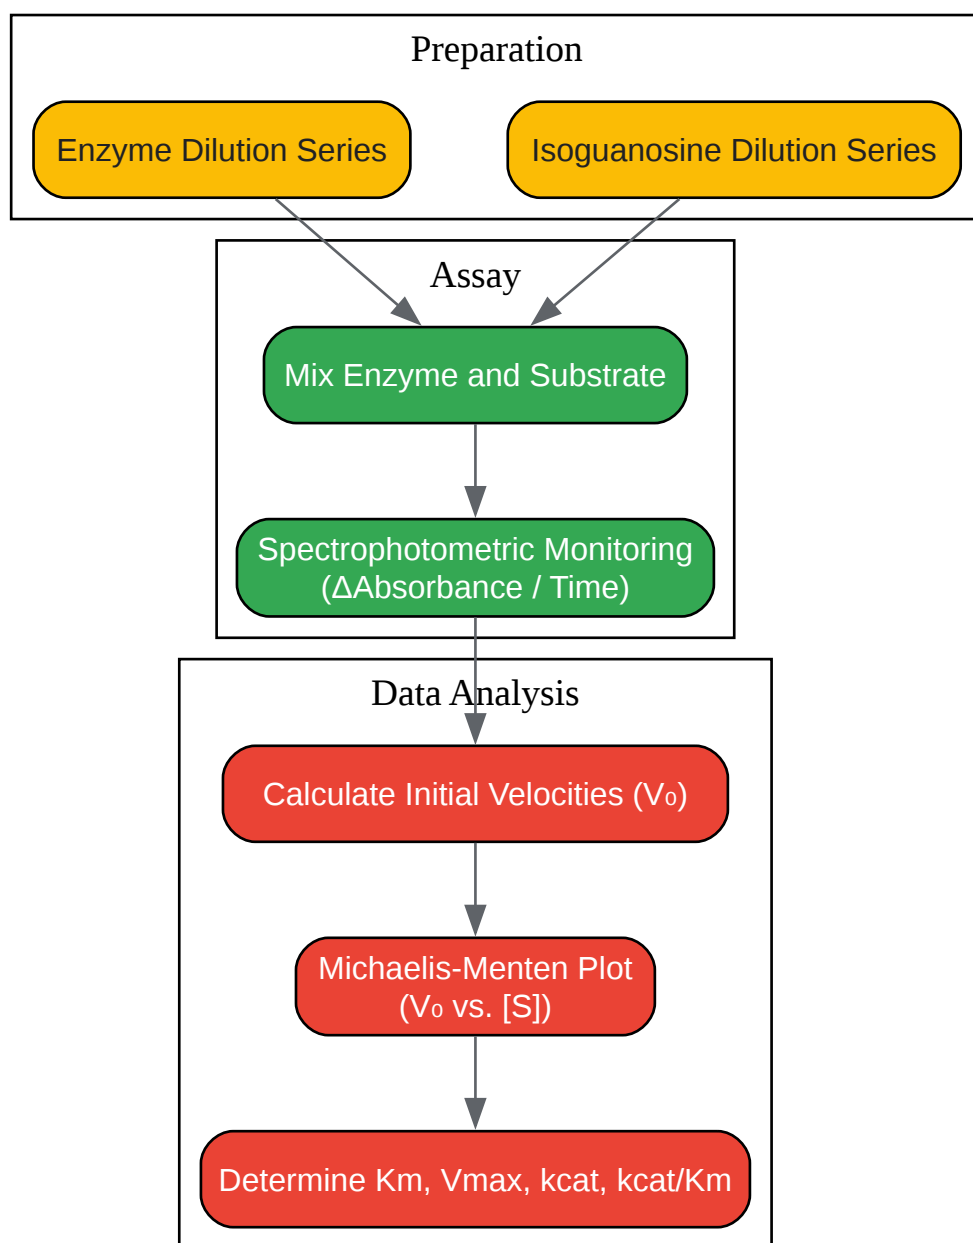 Preparation
Enzyme Dilution Series
Isoguanosine Dilution Series
Assay
Mix Enzyme and Substrate
Spectrophotometric Monitoring
(ΔAbsorbance / Time)
Data Analysis
Calculate Initial Velocities (V₀)
Michaelis-Menten Plot
(V₀ vs. [S])
Determine Km, Vmax, kcat, kcat/Km